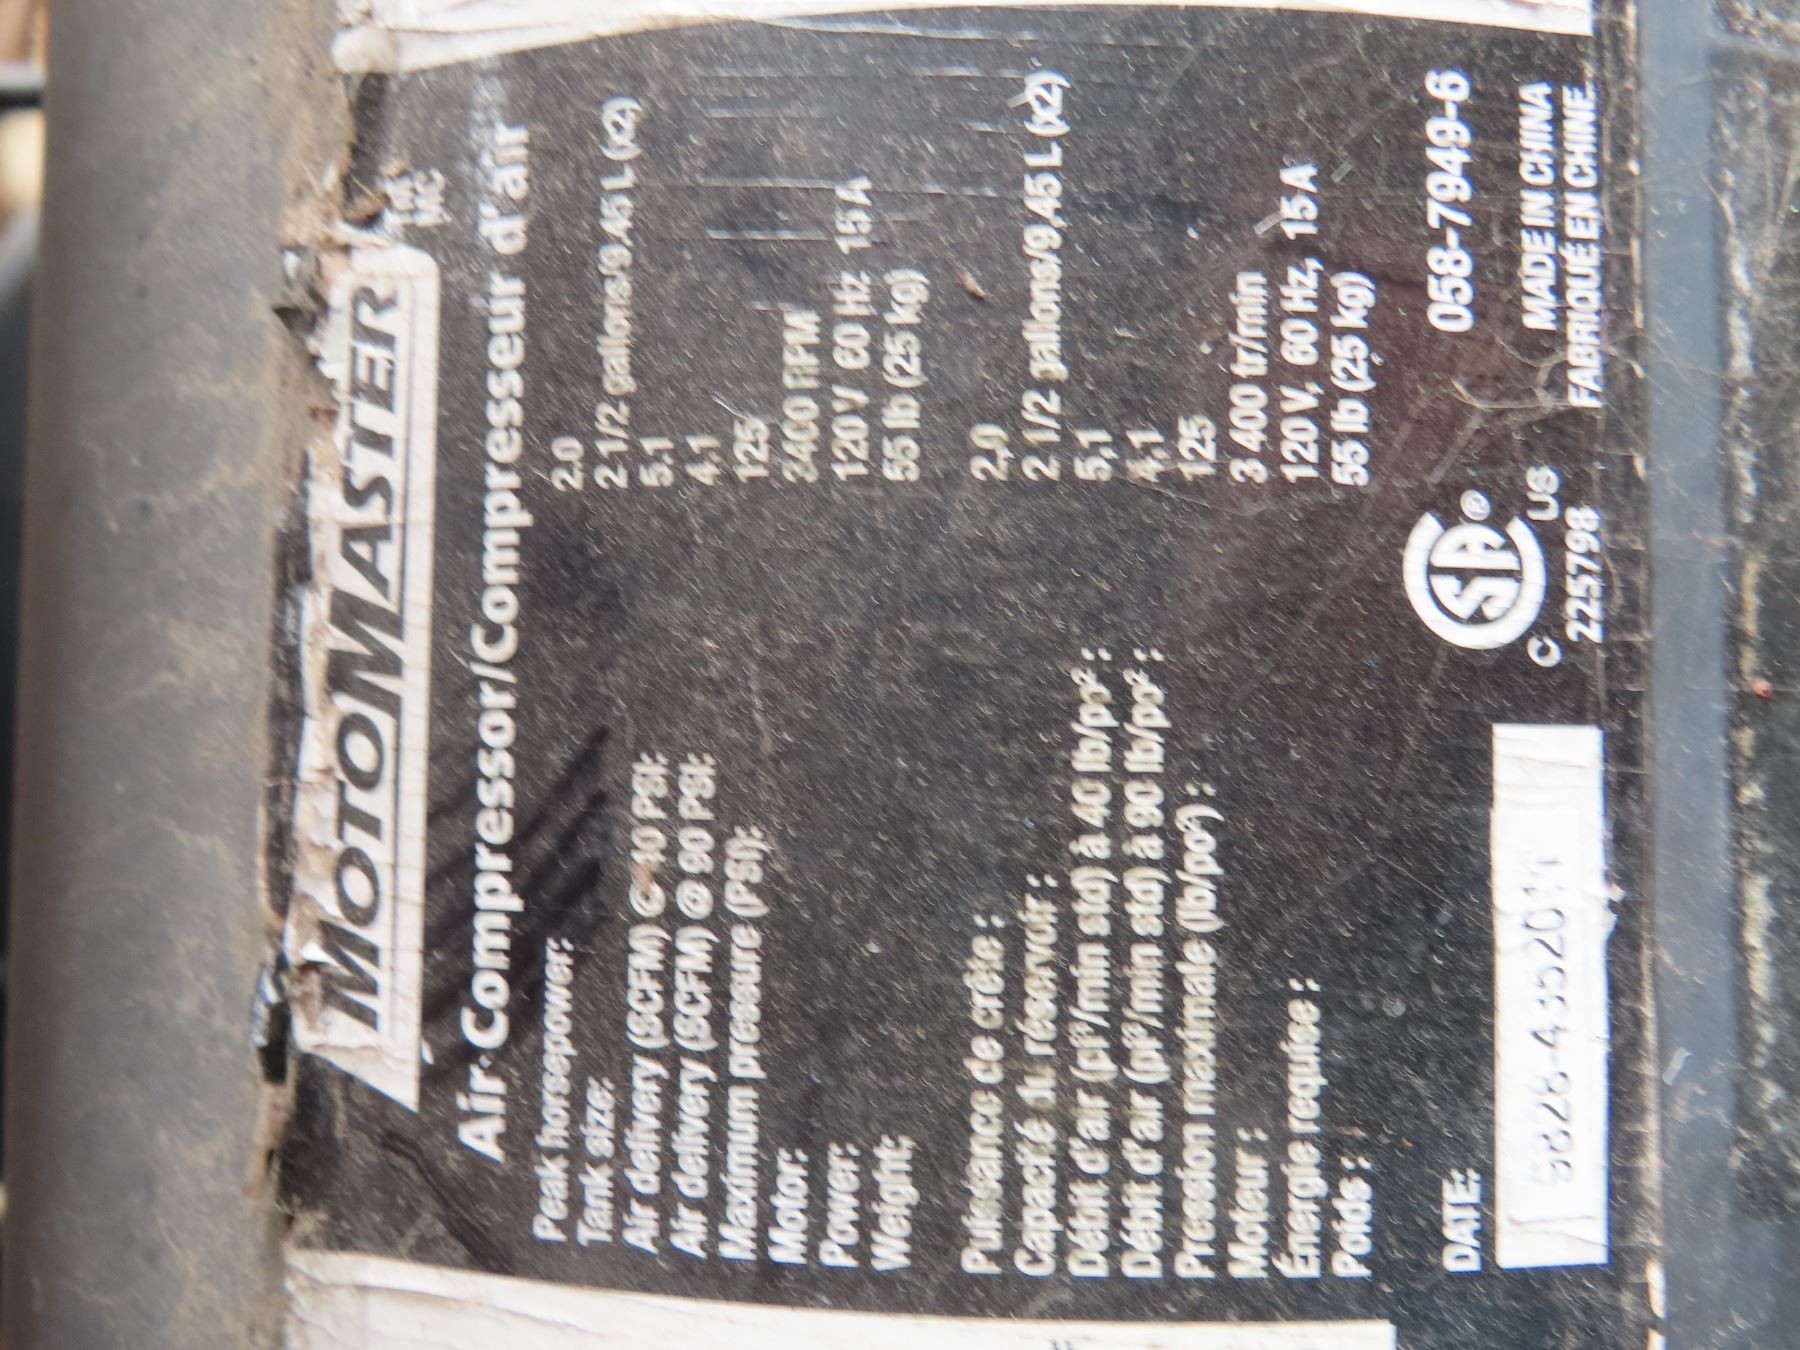 MOTOMASTER
Air Compressor/Compresseur d'air
Peak horsepower: 2.0
Tank size: 2 1/2 gallons/9.45 L (x2)
Air delivery (SCFM) @ 40 PSI: 5.1
Air delivery (SCFM) @ 90 PSI: 4.1
Maximum pressure (PSI): 125
Motor: 3400 RPM
Power: 120 V 60 Hz 15 A
Weight: 55 lb (25 kg)
Puissance de crête : 2,0
Capacité du réservoir : 2 1/2 gallons/9,45 L (x2)
Débit d'air (pi³/min std) à 40 lb/po² : 5,1
Débit d'air (pi³/min std) à 90 lb/po² : 4,1
Pression maximale (lb/po²) : 125
Moteur : 3 400 tr/min
Énergie requise : 120 V, 60 Hz, 15 A
Poids : 55 lb (25 kg)
DATE:
CSA ®
C US
225798
058-7949-6
MADE IN CHINA
FABRIQUÉ EN CHINE